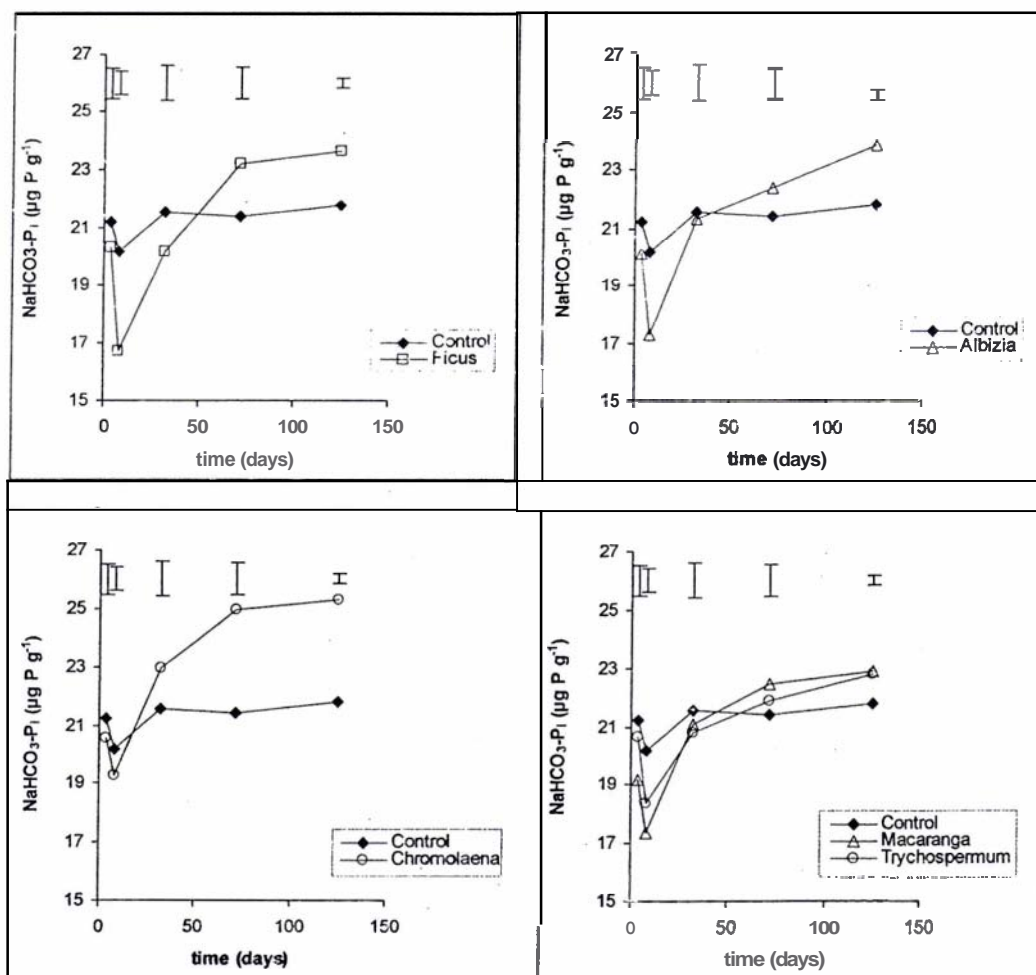 27
25
23
21
19
17
15
NaHCO3-Pi (µg P g⁻¹)
Control
Ficus
0 50 100 150
time (days)
27
25
23
21
19
17
15
NaHCO₃-Pᵢ (µg P g⁻¹)
Control
Albizia
0 50 100 150
time (days)
27
25
23
21
19
17
15
NaHCO₃-Pᵢ (µg P g⁻¹)
Control
Chromolaena
0 50 100 150
time (days)
27
25
23
21
19
17
15
NaHCO₃-Pᵢ (µg P g⁻¹)
Control
Macaranga
Trychospermum
0 50 100 150
time (days)